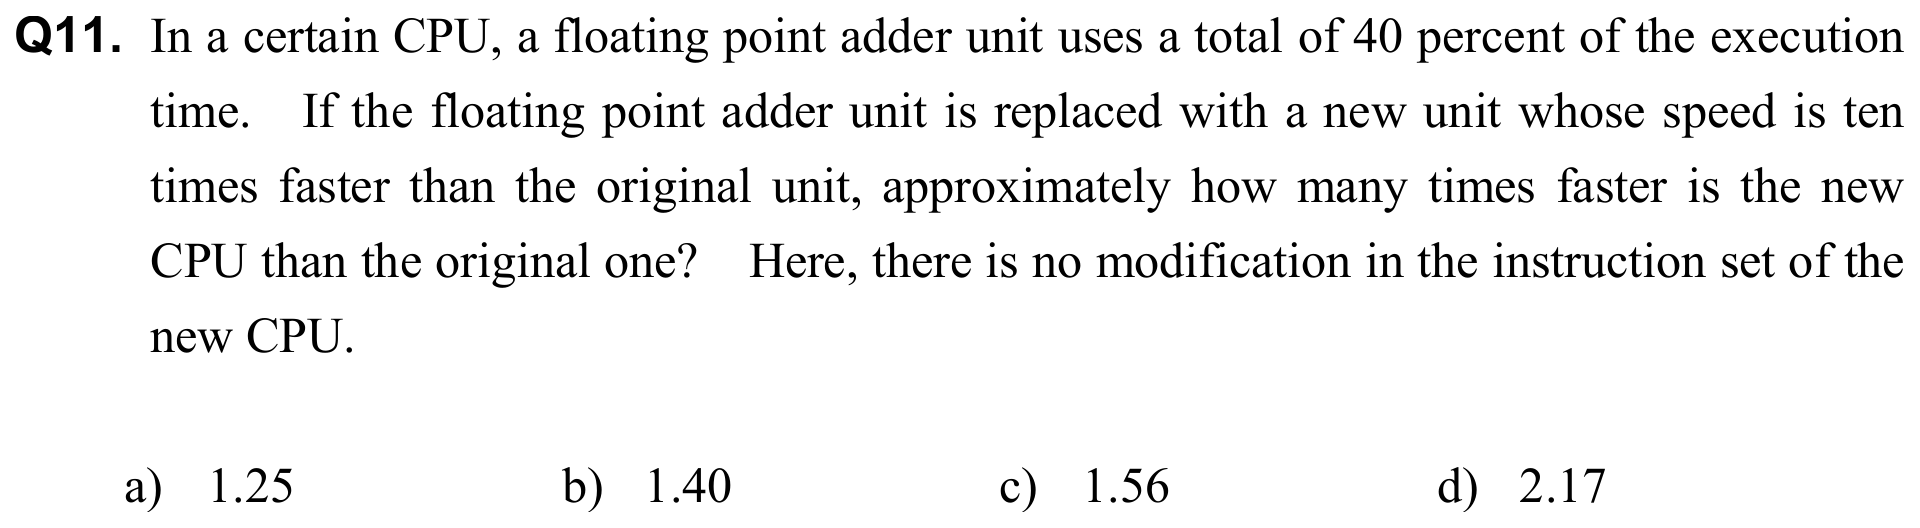 Q11. In a certain CPU, a floating point adder unit uses a total of 40 percent of the execution
time. If the floating point adder unit is replaced with a new unit whose speed is ten
times faster than the original unit, approximately how many times faster is the new
CPU than the original one? Here, there is no modification in the instruction set of the
new CPU.
a) 1.25 b) 1.40 c) 1.56 d) 2.17